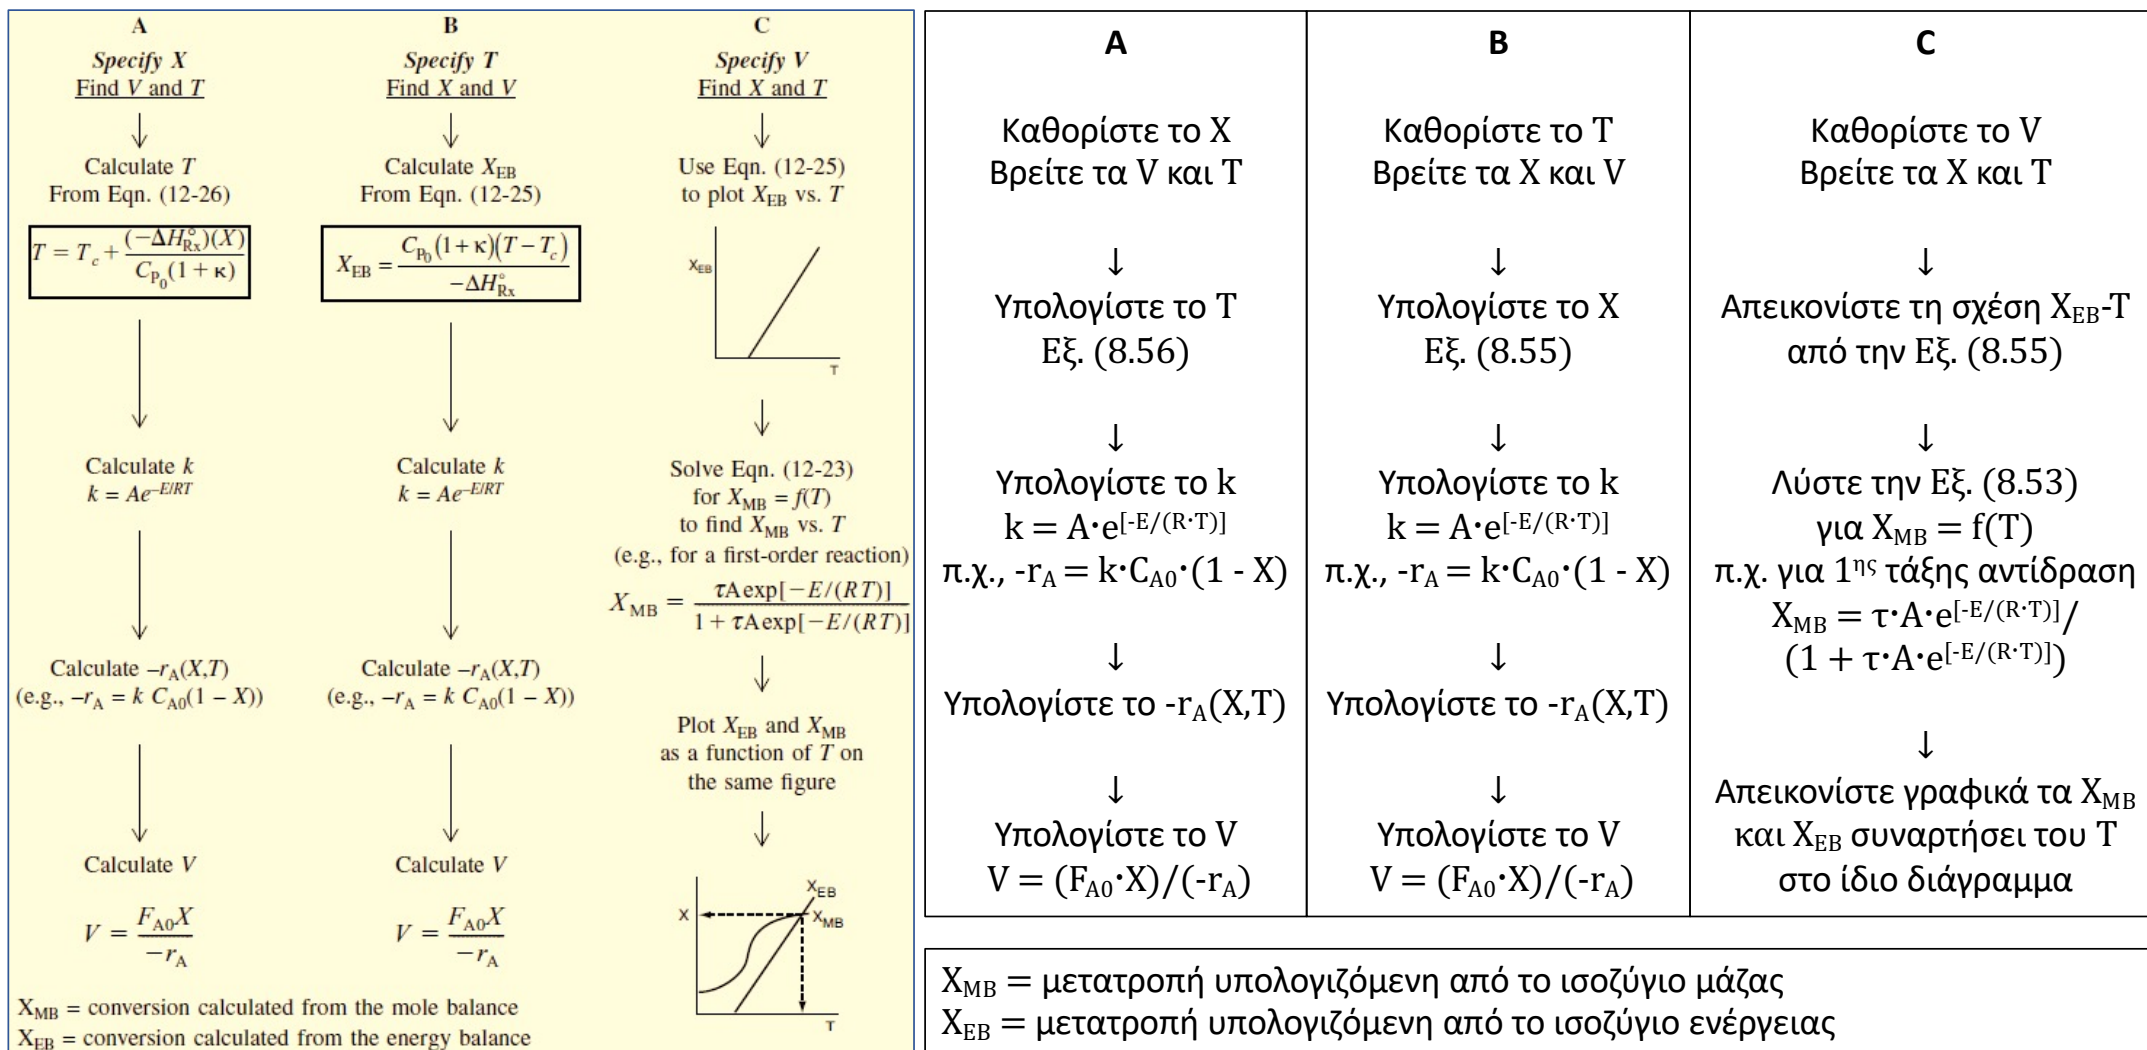 A
Specify X
Find V and T
Calculate T
From Eqn. (12-26)
T = T_c + (-ΔH°_Rx)(X) / C_P0(1 + κ)
Calculate k
k = Ae^{-E/RT}
Calculate –r_A(X,T)
(e.g., –r_A = k C_A0(1 – X))
Calculate V
V = F_A0X / -r_A
B
Specify T
Find X and V
Calculate X_EB
From Eqn. (12-25)
X_EB = C_P0(1 + κ)(T – T_c) / -ΔH°_Rx
Calculate k
k = Ae^{-E/RT}
Calculate –r_A(X,T)
(e.g., –r_A = k C_A0(1 – X))
Calculate V
V = F_A0X / -r_A
C
Specify V
Find X and T
Use Eqn. (12-25)
to plot X_EB vs. T
X_EB
T
Solve Eqn. (12-23)
for X_MB = f(T)
to find X_MB vs. T
(e.g., for a first-order reaction)
X_MB = τA exp[-E/(RT)] / 1 + τA exp[-E/(RT)]
Plot X_EB and X_MB
as a function of T on
the same figure
X_EB
X
X_MB
T
X_MB = conversion calculated from the mole balance
X_EB = conversion calculated from the energy balance
A
Καθορίστε το X
Βρείτε τα V και T
↓
Υπολογίστε το T
Εξ. (8.56)
↓
Υπολογίστε το k
k = A·e^{[-E/(R·T)]}
π.χ., -r_A = k·C_A0·(1 - X)
↓
Υπολογίστε το -r_A(X,T)
↓
Υπολογίστε το V
V = (F_A0·X)/(-r_A)
B
Καθορίστε το T
Βρείτε τα X και V
↓
Υπολογίστε το X
Εξ. (8.55)
↓
Υπολογίστε το k
k = A·e^{[-E/(R·T)]}
π.χ., -r_A = k·C_A0·(1 - X)
↓
Υπολογίστε το -r_A(X,T)
↓
Υπολογίστε το V
V = (F_A0·X)/(-r_A)
C
Καθορίστε το V
Βρείτε τα X και T
↓
Απεικονίστε τη σχέση X_EB-T
από την Εξ. (8.55)
↓
Λύστε την Εξ. (8.53)
για X_MB = f(T)
π.χ. για 1^ης τάξης αντίδραση
X_MB = τ·A·e^{[-E/(R·T)]}/
(1 + τ·A·e^{[-E/(R·T)]})
↓
Απεικονίστε γραφικά τα X_MB
και X_EB συναρτήσει του T
στο ίδιο διάγραμμα
X_MB = μετατροπή υπολογιζόμενη από το ισοζύγιο μάζας
X_EB = μετατροπή υπολογιζόμενη από το ισοζύγιο ενέργειας